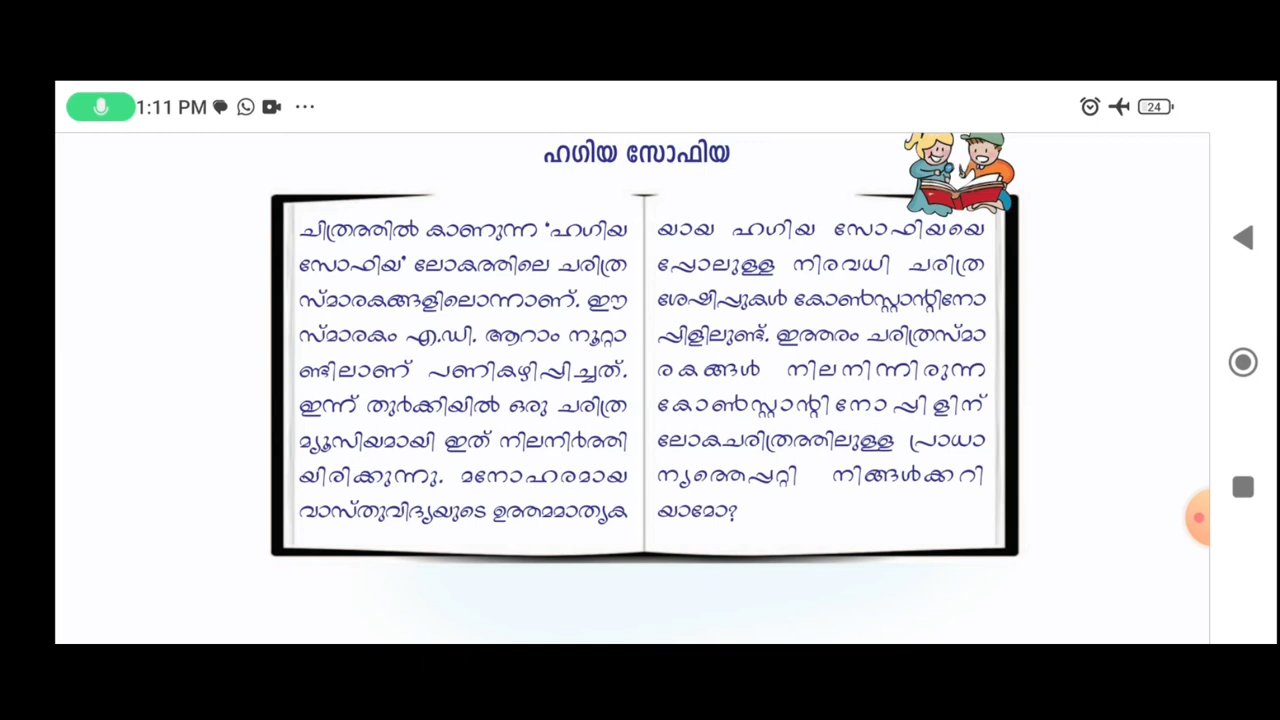 1:11 PM
24
ഹഗിയ സോഫിയ
ചിത്രത്തിൽ കാണുന്ന 'ഹഗിയ
സോഫിയ' ലോകത്തിലെ ചരിത്ര
സ്മാരകങ്ങളിലൊന്നാണ്. ഈ
സ്മാരകം എ.ഡി. ആറാം നൂറ്റാ
ണ്ടിലാണ് പണികഴിപ്പിച്ചത്.
ഇന്ന് തുർക്കിയിൽ ഒരു ചരിത്ര
മ്യൂസിയമായി ഇത് നിലനിർത്തി
യിരിക്കുന്നു. മനോഹരമായ
വാസ്തുവിദ്യയുടെ ഉത്തമമാതൃക
യായ ഹഗിയ സോഫിയയെ
പ്പോലുള്ള നിരവധി ചരിത്ര
ശേഷിപ്പുകൾ കോൺസ്റ്റാന്റിനോ
പ്പിളിലുണ്ട്. ഇത്തരം ചരിത്രസ്മാ
രകങ്ങൾ നിലനിന്നിരുന്ന
കോൺസ്റ്റാന്റിനോപ്പിളിന്
ലോകചരിത്രത്തിലുള്ള പ്രാധാ
ന്യത്തെപ്പറ്റി നിങ്ങൾക്കറി
യാമോ?